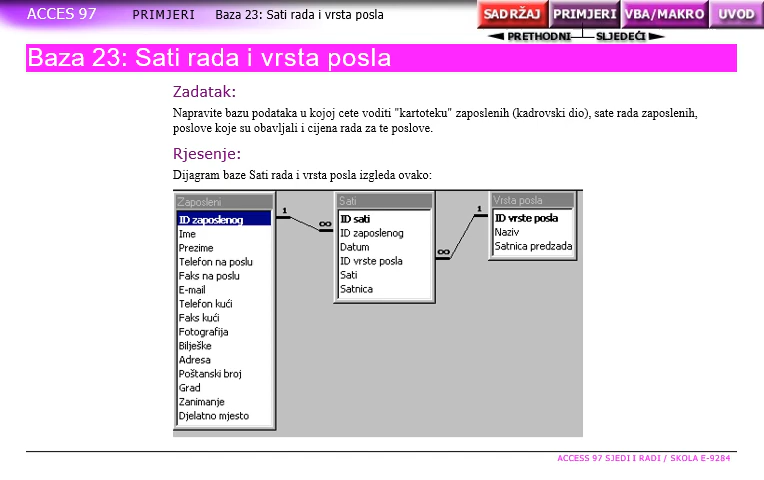 ACCES 97 PRIMJERI Baza 23: Sati rada i vrsta posla SADRŽAJ PRIMJERI VBA/MAKRO UVOD
PRETHODNI SLJEDEĆI
Baza 23: Sati rada i vrsta posla
Zadatak:
Napravite bazu podataka u kojoj cete voditi "kartoteku" zaposlenih (kadrovski dio), sate rada zaposlenih,
poslove koje su obavljali i cijena rada za te poslove.
Rjesenje:
Dijagram baze Sati rada i vrsta posla izgleda ovako:
Zaposleni
ID zaposlenog
Ime
Prezime
Telefon na poslu
Faks na poslu
E-mail
Telefon kući
Faks kući
Fotografija
Bilješke
Adresa
Poštanski broj
Grad
Zanimanje
Djelatno mjesto
1 ∞
Sati
ID sati
ID zaposlenog
Datum
ID vrste posla
Sati
Satnica
∞ 1
Vrsta posla
ID vrste posla
Naziv
Satnica predzada
ACCESS 97 SJEDI I RADI / SKOLA E-9284